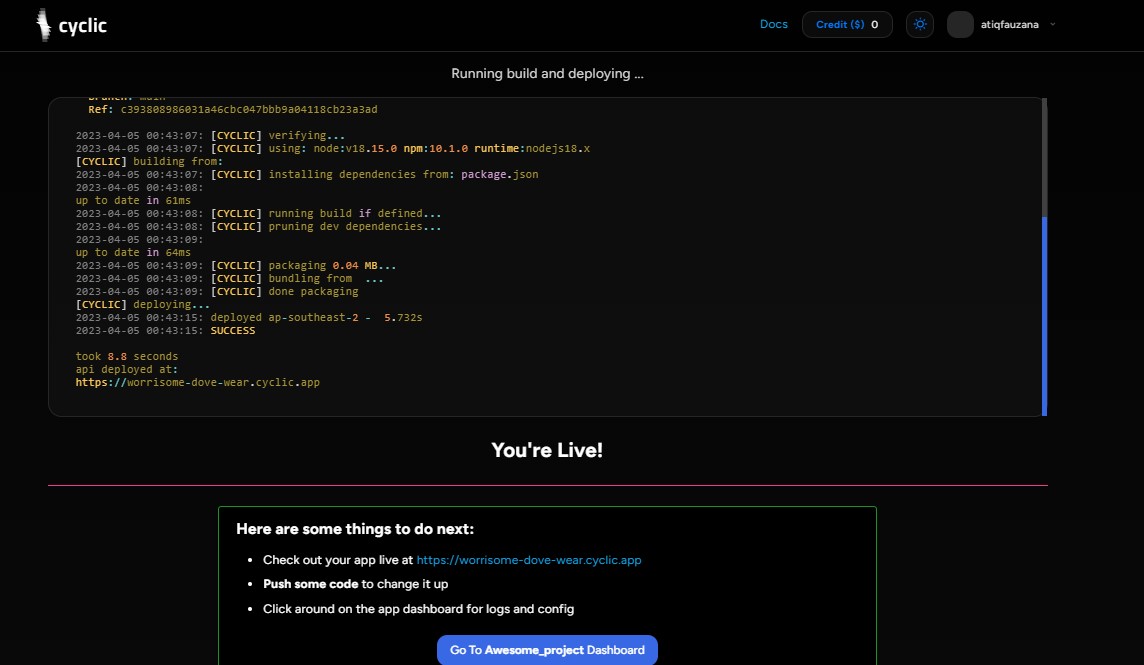 cyclic
Docs
Credit ($) 0
atiqfauzana
Running build and deploying ...
Branch: main
Ref: c393808986031a46cbc047bbb9a04118cb23a3ad
2023-04-05 00:43:07: [CYCLIC] verifying...
2023-04-05 00:43:07: [CYCLIC] using: node:v18.15.0 npm:10.1.0 runtime:nodejs18.x
[CYCLIC] building from:
2023-04-05 00:43:07: [CYCLIC] installing dependencies from: package.json
2023-04-05 00:43:08:
up to date in 61ms
2023-04-05 00:43:08: [CYCLIC] running build if defined...
2023-04-05 00:43:08: [CYCLIC] pruning dev dependencies...
2023-04-05 00:43:09:
up to date in 64ms
2023-04-05 00:43:09: [CYCLIC] packaging 0.04 MB...
2023-04-05 00:43:09: [CYCLIC] bundling from  ...
2023-04-05 00:43:09: [CYCLIC] done packaging
[CYCLIC] deploying...
2023-04-05 00:43:15: deployed ap-southeast-2 -  5.732s
2023-04-05 00:43:15: SUCCESS
took 8.8 seconds
api deployed at:
https://worrisome-dove-wear.cyclic.app
You're Live!
Here are some things to do next:
• Check out your app live at https://worrisome-dove-wear.cyclic.app
• Push some code to change it up
• Click around on the app dashboard for logs and config
Go To Awesome_project Dashboard